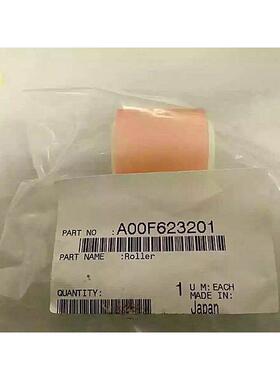 PART NO :A00F623201
PART NAME :Roller
QUANTITY: 1 U M: EACH
MADE IN:
Japan